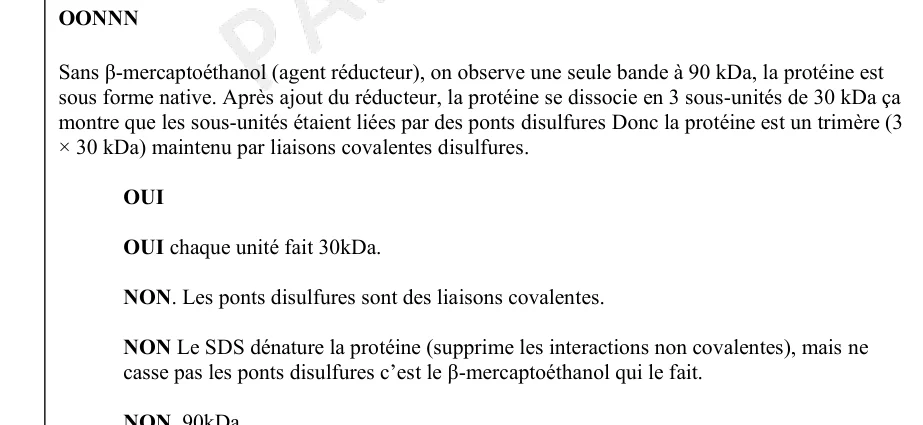 OONNN
Sans β-mercaptoéthanol (agent réducteur), on observe une seule bande à 90 kDa, la protéine est
sous forme native. Après ajout du réducteur, la protéine se dissocie en 3 sous-unités de 30 kDa ça
montre que les sous-unités étaient liées par des ponts disulfures Donc la protéine est un trimère (3
× 30 kDa) maintenu par liaisons covalentes disulfures.
OUI
OUI chaque unité fait 30kDa.
NON. Les ponts disulfures sont des liaisons covalentes.
NON Le SDS dénature la protéine (supprime les interactions non covalentes), mais ne
casse pas les ponts disulfures c’est le β-mercaptoéthanol qui le fait.
NON 90kDa